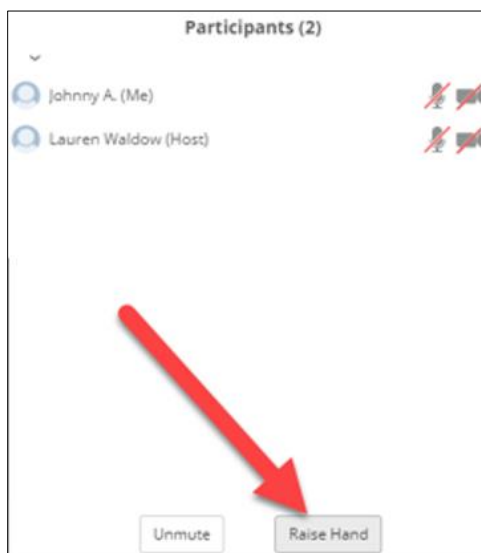 Participants (2)
Johnny A. (Me)
Lauren Waldow (Host)
Unmute
Raise Hand